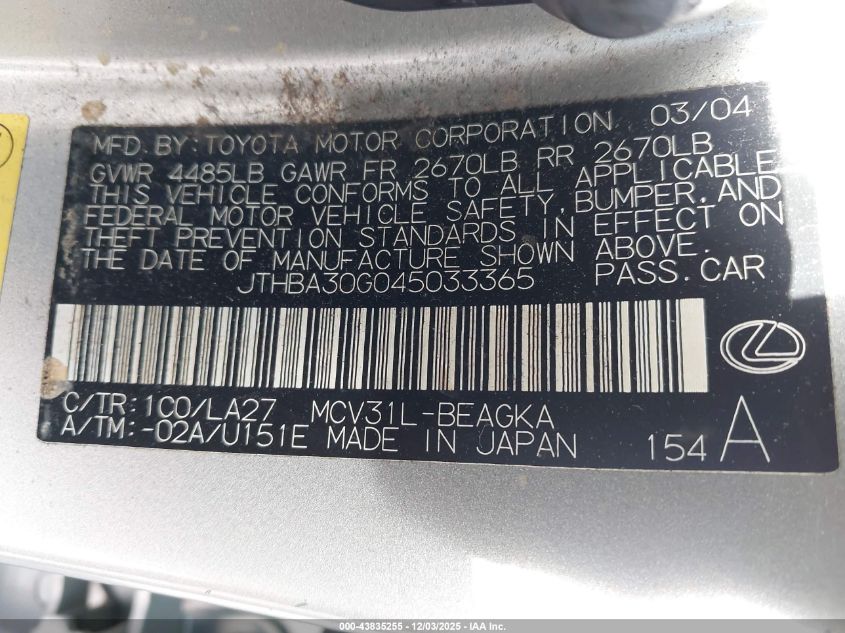 MFD. BY: TOYOTA MOTOR CORPORATION 03/04
GVWR 4485LB GAWR FR 2670LB RR 2670LB
THIS VEHICLE CONFORMS TO ALL APPLICABLE
FEDERAL MOTOR VEHICLE SAFETY, BUMPER, AND
THEFT PREVENTION STANDARDS IN EFFECT ON
THE DATE OF MANUFACTURE SHOWN ABOVE.
JTHBA30G045033365 PASS. CAR
C/TR: 1C0/LA27 MCV31L-BEAGKA
A/TM: -02A/U151E MADE IN JAPAN 154 A
000-43835255 - 12/03/2025 - IAA Inc.